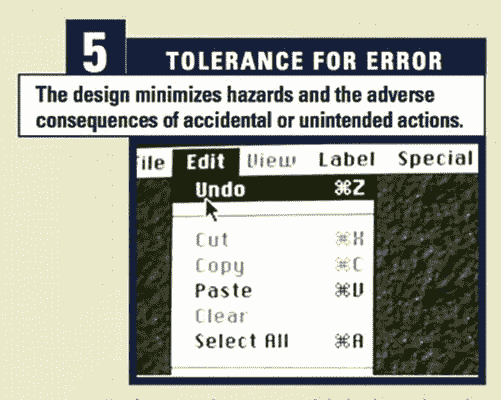 5
TOLERANCE FOR ERROR
The design minimizes hazards and the adverse
consequences of accidental or unintended actions.
ile Edit View Label Special
Undo ⌘Z
Cut ⌘X
Copy ⌘C
Paste ⌘V
Clear
Select All ⌘A